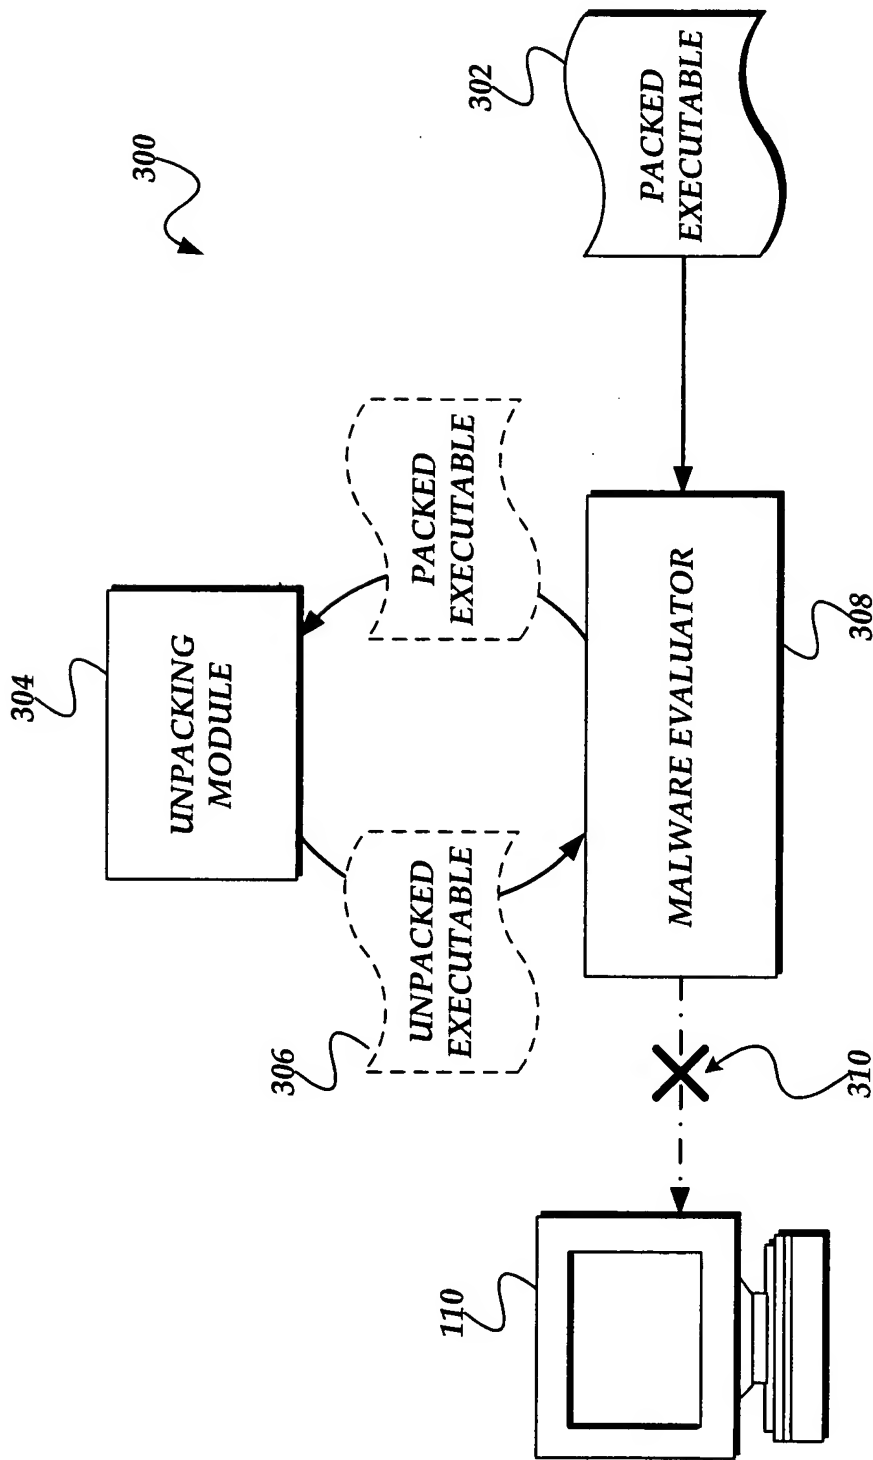 300
304
UNPACKING
MODULE
306
UNPACKED
EXECUTABLE
PACKED
EXECUTABLE
302
PACKED
EXECUTABLE
110
310
MALWARE EVALUATOR
308